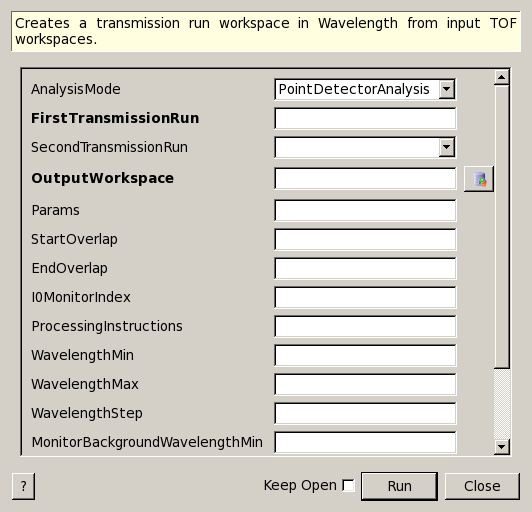 Creates a transmission run workspace in Wavelength from input TOF
workspaces.
AnalysisMode PointDetectorAnalysis
FirstTransmissionRun
SecondTransmissionRun
OutputWorkspace
Params
StartOverlap
EndOverlap
I0MonitorIndex
ProcessingInstructions
WavelengthMin
WavelengthMax
WavelengthStep
MonitorBackgroundWavelengthMin
? Keep Open Run Close